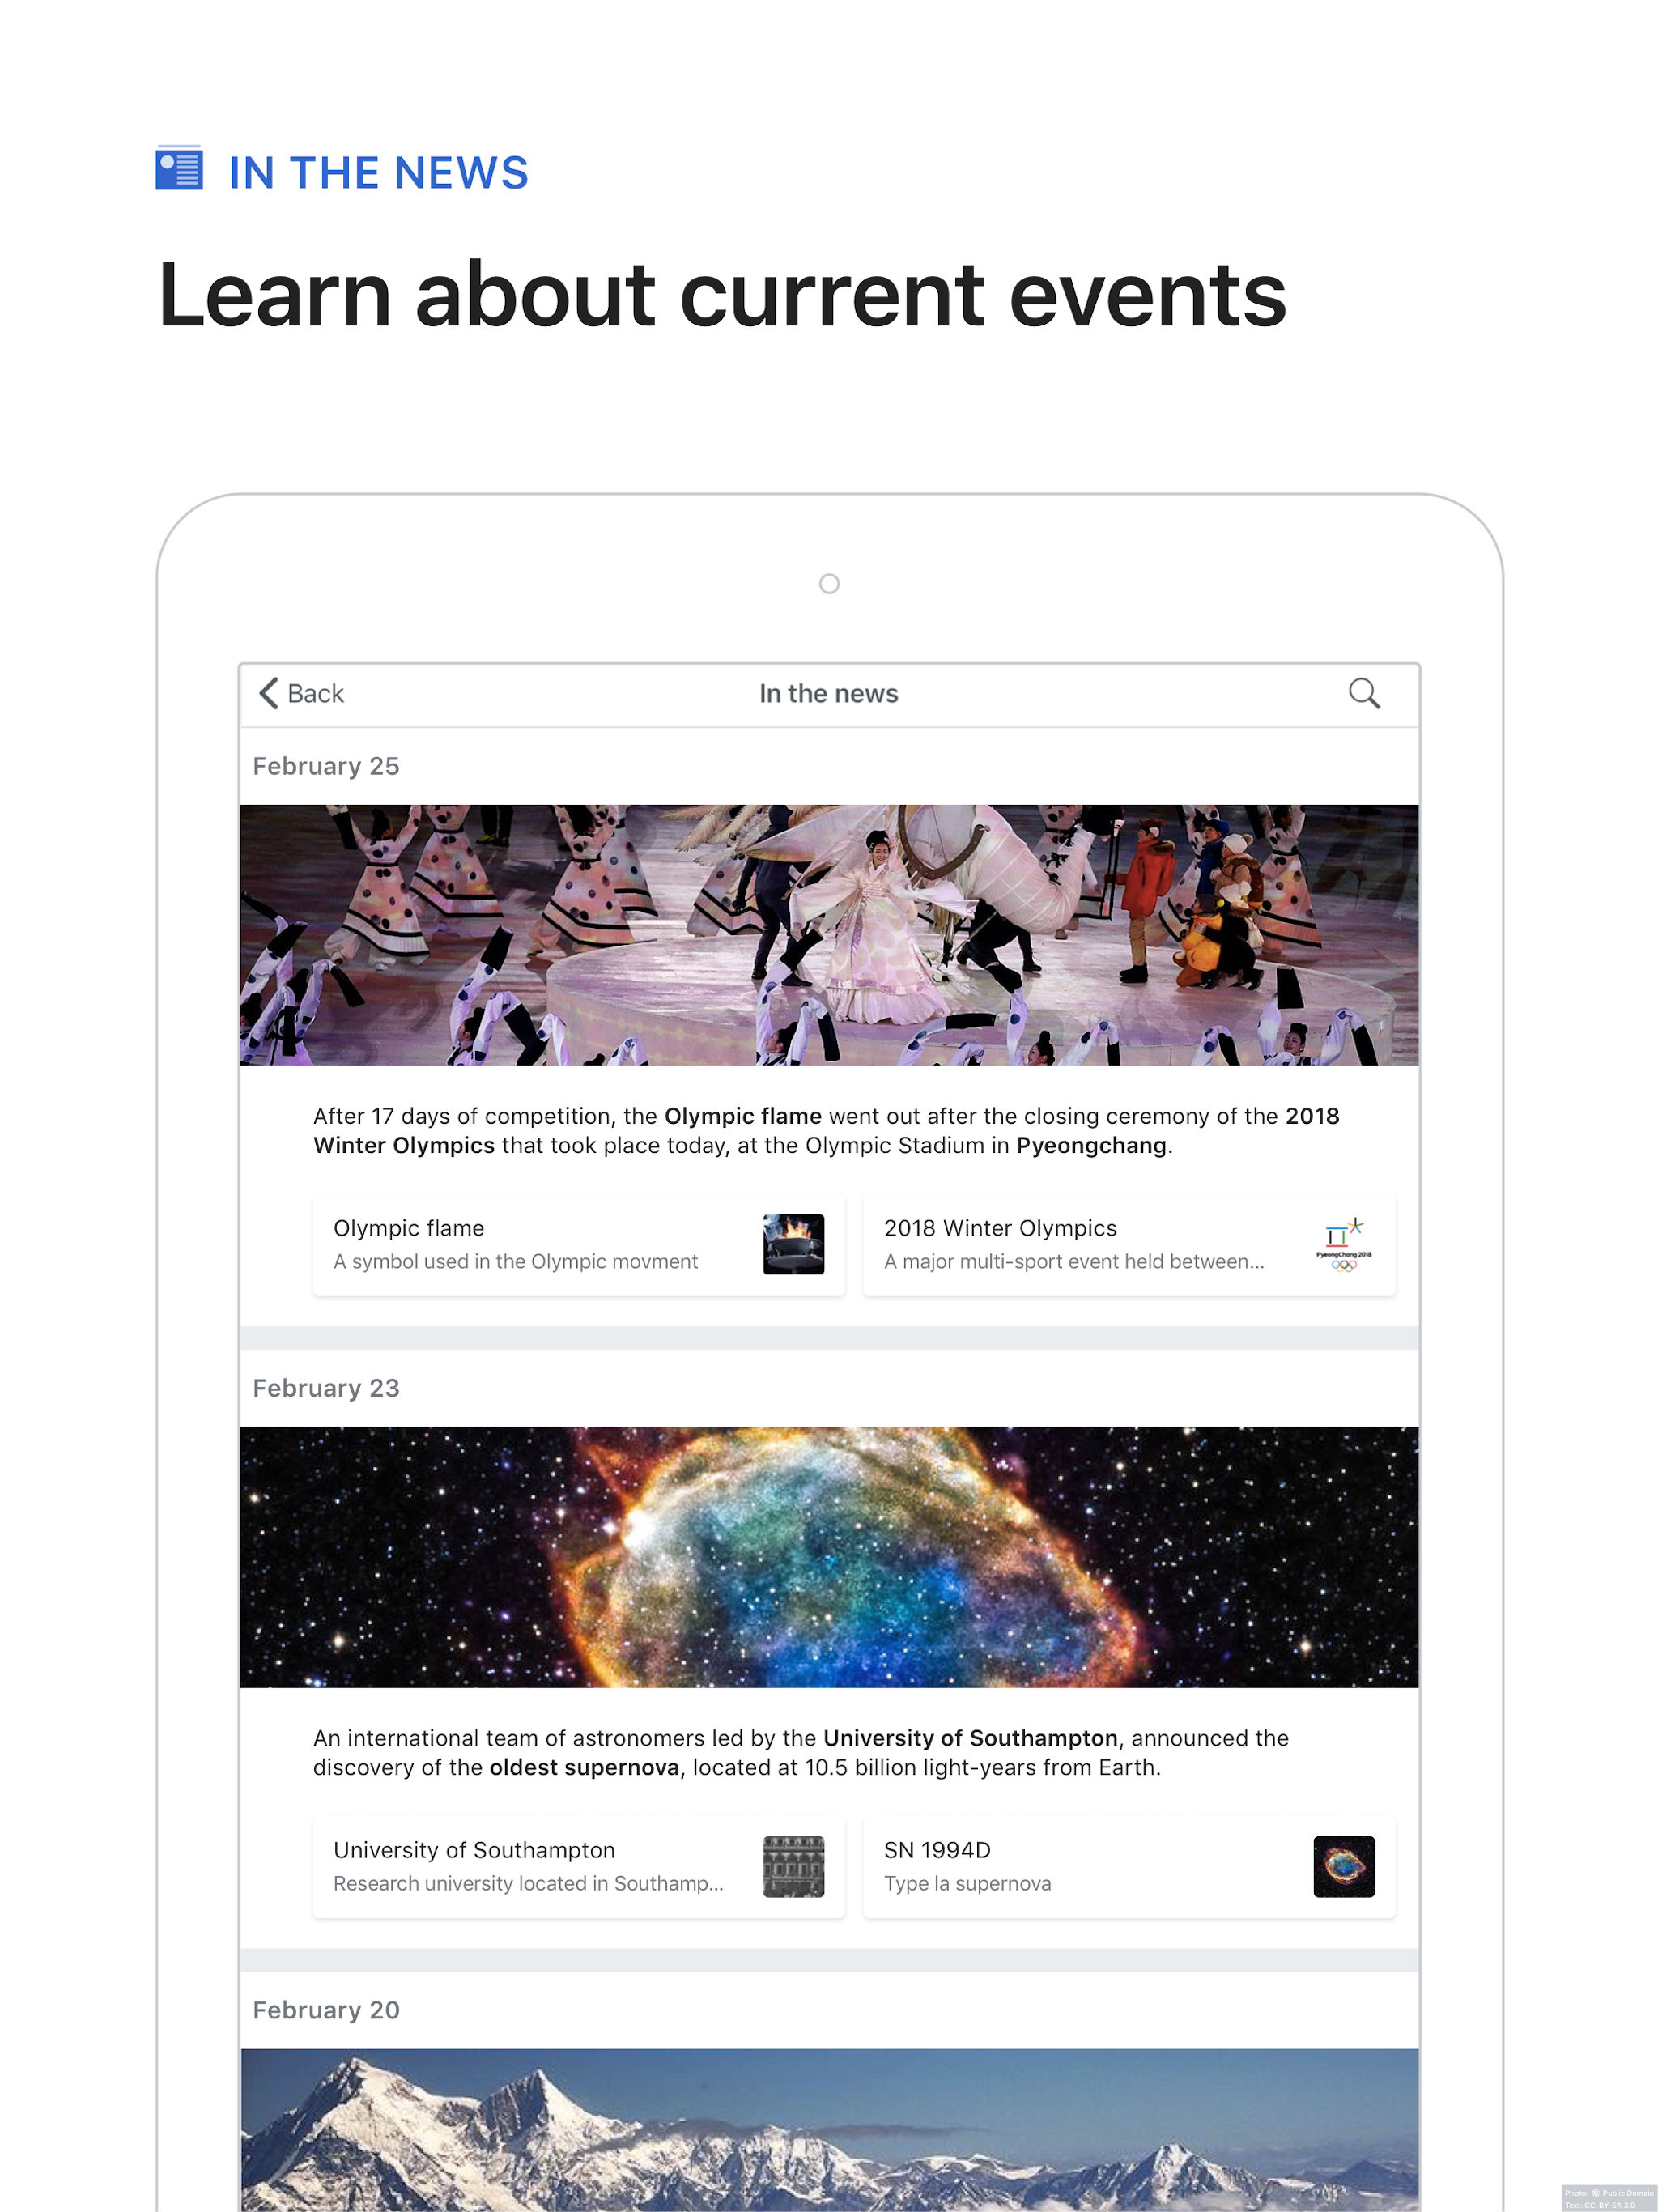 IN THE NEWS
Learn about current events
Back
In the news
February 25
After 17 days of competition, the Olympic flame went out after the closing ceremony of the 2018
Winter Olympics that took place today, at the Olympic Stadium in Pyeongchang.
Olympic flame
A symbol used in the Olympic movment
2018 Winter Olympics
A major multi-sport event held between...
PyeongChang 2018
February 23
An international team of astronomers led by the University of Southampton, announced the
discovery of the oldest supernova, located at 10.5 billion light-years from Earth.
University of Southampton
Research university located in Southamp...
SN 1994D
Type la supernova
February 20
Photo: © Public Domain
Text: CC-BY-SA 3.0